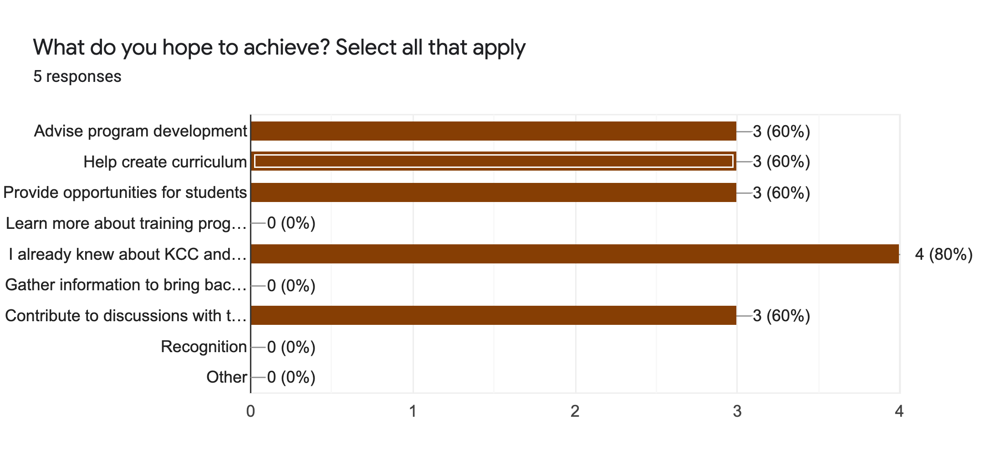 What do you hope to achieve? Select all that apply
5 responses
Advise program development 3 (60%)
Help create curriculum 3 (60%)
Provide opportunities for students 3 (60%)
Learn more about training prog… 0 (0%)
I already knew about KCC and… 4 (80%)
Gather information to bring bac… 0 (0%)
Contribute to discussions with t… 3 (60%)
Recognition 0 (0%)
Other 0 (0%)
0 1 2 3 4